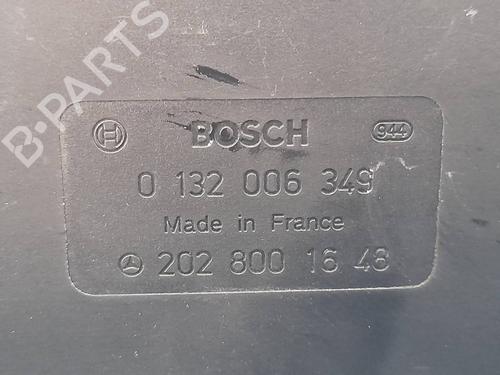 B-PARTS
BOSCH 944
0 132 006 349
Made in France
202 800 16 48